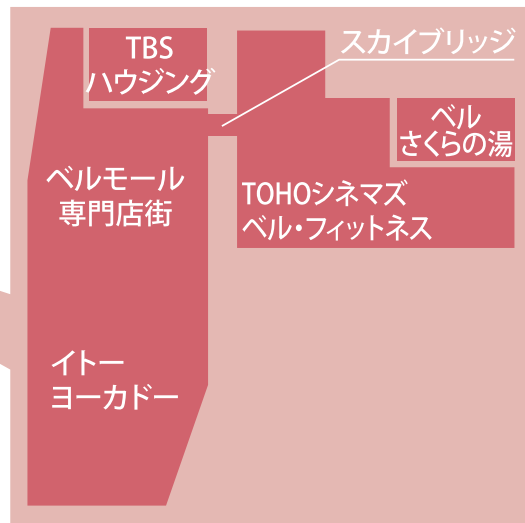 TBS
ハウジング
スカイブリッジ
ベル
さくらの湯
ベルモール
専門店街
TOHOシネマズ
ベル・フィットネス
イトー
ヨーカドー